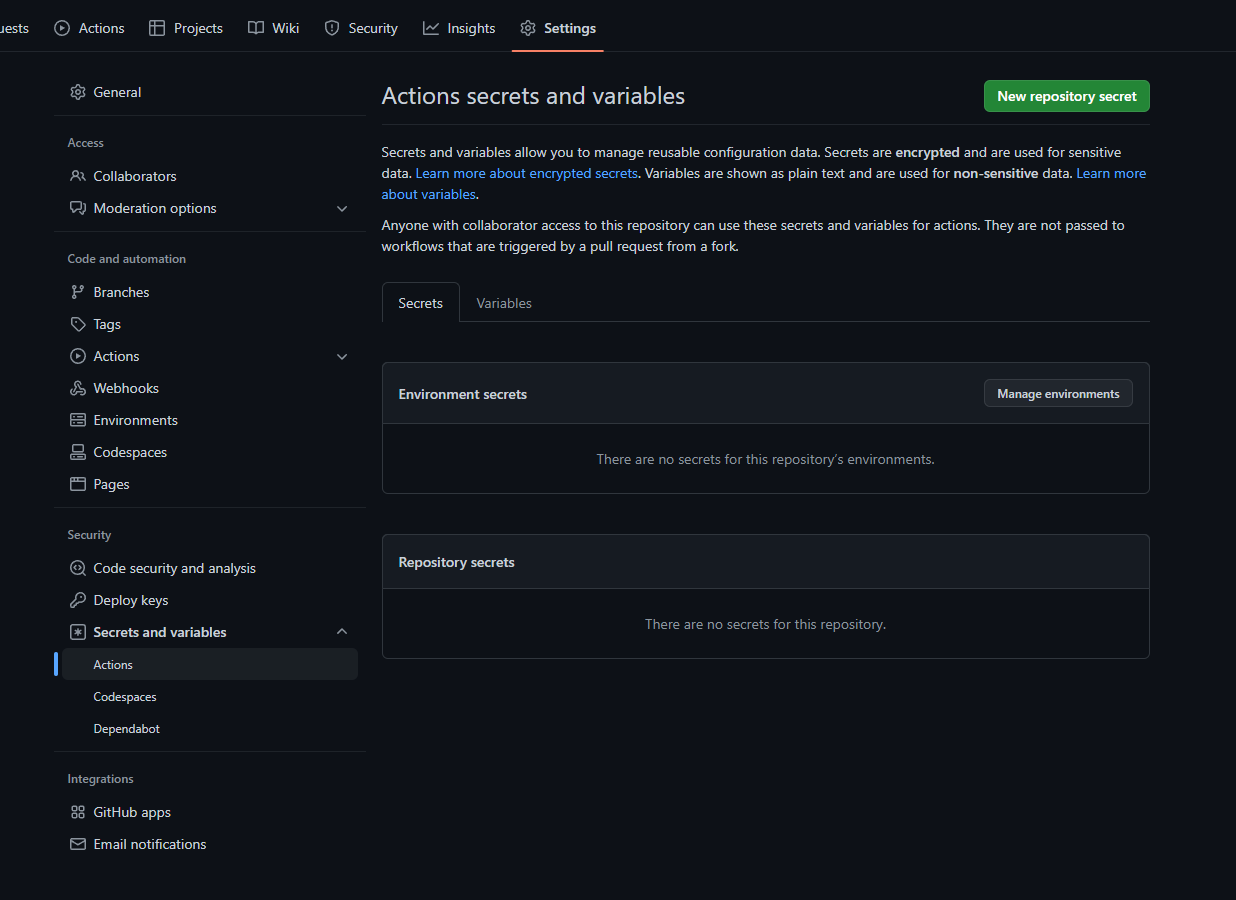 Actions
Projects
Wiki
Security
Insights
Settings
General
Access
Collaborators
Moderation options
Code and automation
Branches
Tags
Actions
Webhooks
Environments
Codespaces
Pages
Security
Code security and analysis
Deploy keys
Secrets and variables
Actions
Codespaces
Dependabot
Integrations
GitHub apps
Email notifications
Actions secrets and variables
New repository secret
Secrets and variables allow you to manage reusable configuration data. Secrets are encrypted and are used for sensitive
data. Learn more about encrypted secrets. Variables are shown as plain text and are used for non-sensitive data. Learn more
about variables.
Anyone with collaborator access to this repository can use these secrets and variables for actions. They are not passed to
workflows that are triggered by a pull request from a fork.
Secrets
Variables
Environment secrets
Manage environments
There are no secrets for this repository's environments.
Repository secrets
There are no secrets for this repository.